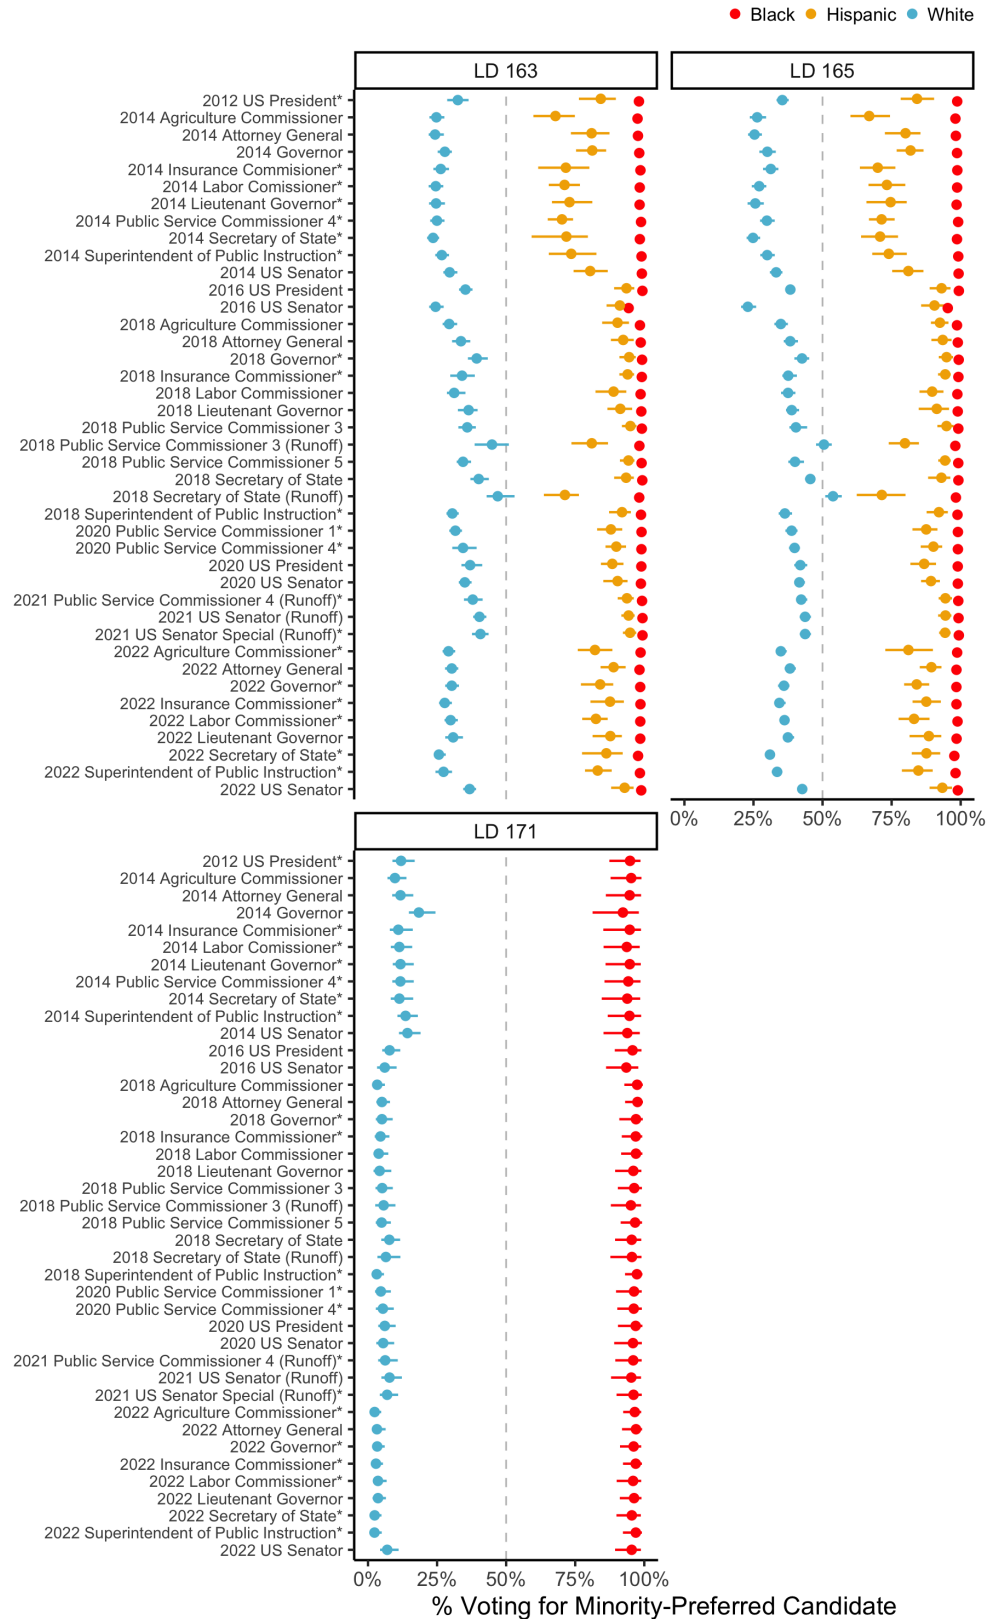 Black Hispanic White
LD 163
LD 165
2012 US President*
2014 Agriculture Commissioner
2014 Attorney General
2014 Governor
2014 Insurance Commisioner*
2014 Labor Comissioner*
2014 Lieutenant Governor*
2014 Public Service Commissioner 4*
2014 Secretary of State*
2014 Superintendent of Public Instruction*
2014 US Senator
2016 US President
2016 US Senator
2018 Agriculture Commissioner
2018 Attorney General
2018 Governor*
2018 Insurance Commissioner*
2018 Labor Commissioner
2018 Lieutenant Governor
2018 Public Service Commissioner 3
2018 Public Service Commissioner 3 (Runoff)
2018 Public Service Commissioner 5
2018 Secretary of State
2018 Secretary of State (Runoff)
2018 Superintendent of Public Instruction*
2020 Public Service Commissioner 1*
2020 Public Service Commissioner 4*
2020 US President
2020 US Senator
2021 Public Service Commissioner 4 (Runoff)*
2021 US Senator (Runoff)
2021 US Senator Special (Runoff)*
2022 Agriculture Commissioner*
2022 Attorney General
2022 Governor*
2022 Insurance Commissioner*
2022 Labor Commissioner*
2022 Lieutenant Governor
2022 Secretary of State*
2022 Superintendent of Public Instruction*
2022 US Senator
0% 25% 50% 75% 100%
LD 171
2012 US President*
2014 Agriculture Commissioner
2014 Attorney General
2014 Governor
2014 Insurance Commisioner*
2014 Labor Comissioner*
2014 Lieutenant Governor*
2014 Public Service Commissioner 4*
2014 Secretary of State*
2014 Superintendent of Public Instruction*
2014 US Senator
2016 US President
2016 US Senator
2018 Agriculture Commissioner
2018 Attorney General
2018 Governor*
2018 Insurance Commissioner*
2018 Labor Commissioner
2018 Lieutenant Governor
2018 Public Service Commissioner 3
2018 Public Service Commissioner 3 (Runoff)
2018 Public Service Commissioner 5
2018 Secretary of State
2018 Secretary of State (Runoff)
2018 Superintendent of Public Instruction*
2020 Public Service Commissioner 1*
2020 Public Service Commissioner 4*
2020 US President
2020 US Senator
2021 Public Service Commissioner 4 (Runoff)*
2021 US Senator (Runoff)
2021 US Senator Special (Runoff)*
2022 Agriculture Commissioner*
2022 Attorney General
2022 Governor*
2022 Insurance Commissioner*
2022 Labor Commissioner*
2022 Lieutenant Governor
2022 Secretary of State*
2022 Superintendent of Public Instruction*
2022 US Senator
0% 25% 50% 75% 100%
% Voting for Minority-Preferred Candidate